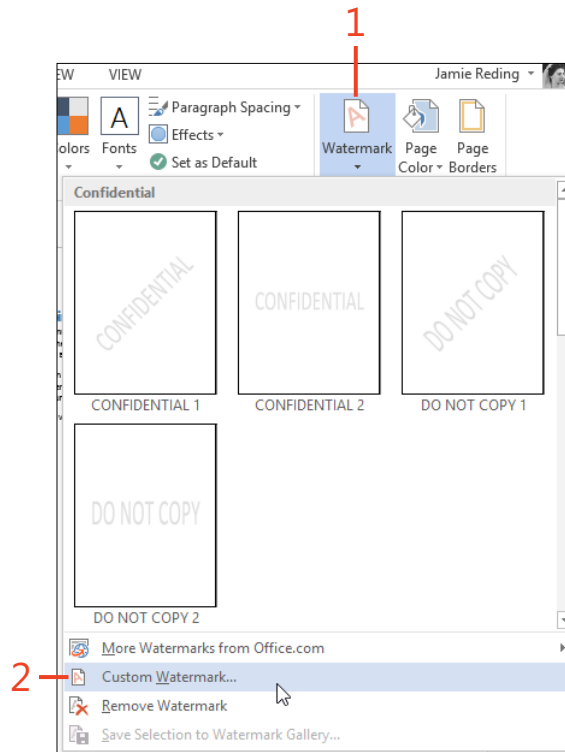 1
EW VIEW Jamie Reding
A Paragraph Spacing
Effects
olors Fonts Set as Default
Watermark Page Page
Color Borders
Confidential
CONFIDENTIAL CONFIDENTIAL DO NOT COPY
CONFIDENTIAL 1 CONFIDENTIAL 2 DO NOT COPY 1
DO NOT COPY
DO NOT COPY 2
More Watermarks from Office.com
2 Custom Watermark...
Remove Watermark
Save Selection to Watermark Gallery...